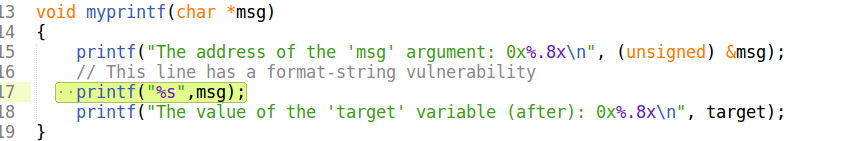 13 void myprintf(char *msg)
14 {
15 printf("The address of the 'msg' argument: 0x%.8x\n", (unsigned) &msg);
16 // This line has a format-string vulnerability
17 printf("%s",msg);
18 printf("The value of the 'target' variable (after): 0x%.8x\n", target);
19 }